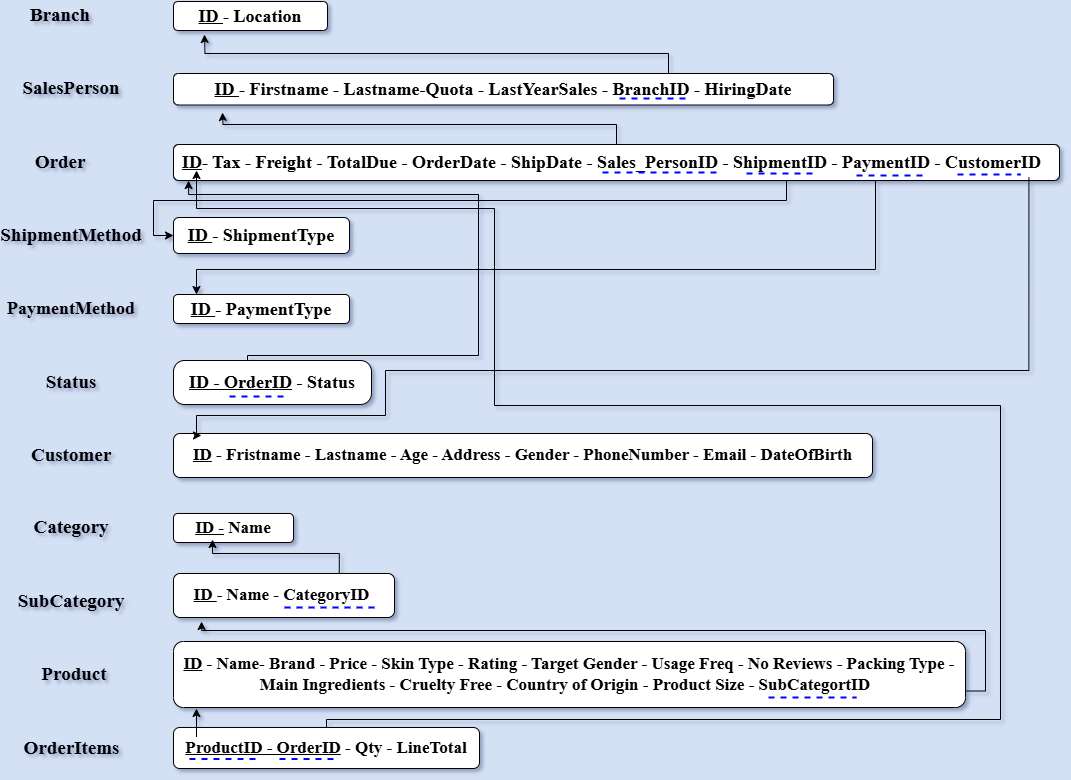 Branch
ID - Location
SalesPerson
ID - Firstname - Lastname-Quota - LastYearSales - BranchID - HiringDate
Order
ID- Tax - Freight - TotalDue - OrderDate - ShipDate - Sales_PersonID - ShipmentID - PaymentID - CustomerID
ShipmentMethod
ID - ShipmentType
PaymentMethod
ID - PaymentType
Status
ID - OrderID - Status
Customer
ID - Fristname - Lastname - Age - Address - Gender - PhoneNumber - Email - DateOfBirth
Category
ID - Name
SubCategory
ID - Name - CategoryID
Product
ID - Name- Brand - Price - Skin Type - Rating - Target Gender - Usage Freq - No Reviews - Packing Type -
Main Ingredients - Cruelty Free - Country of Origin - Product Size - SubCategortID
OrderItems
ProductID - OrderID - Qty - LineTotal